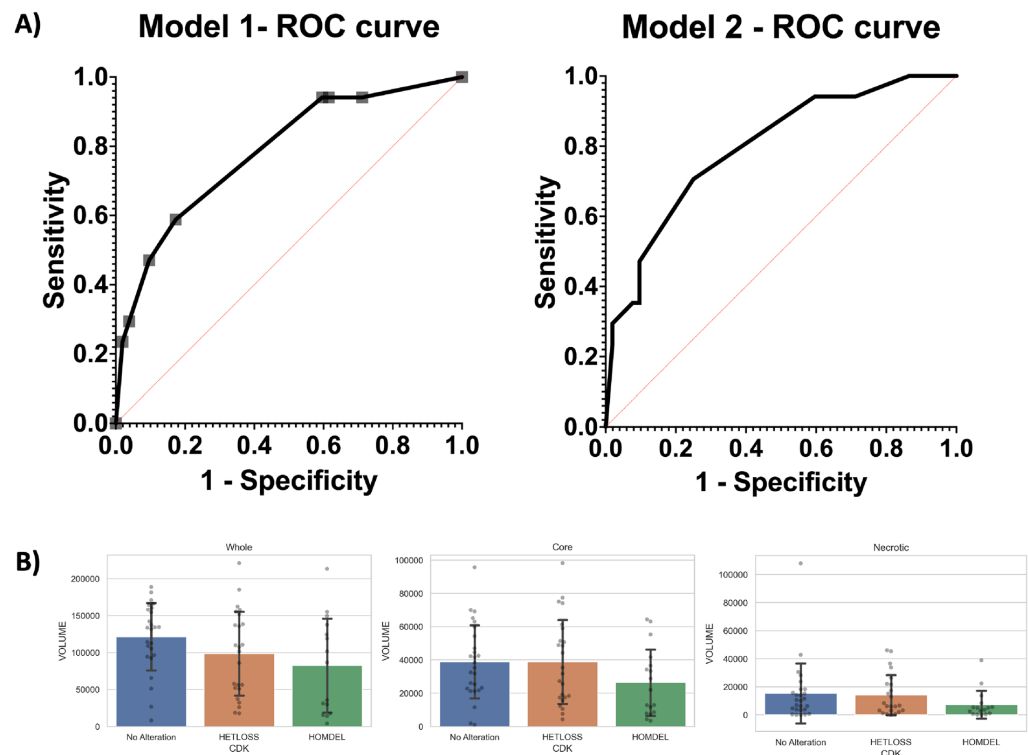 A)
Model 1- ROC curve
Model 2 - ROC curve
Sensitivity
1.0
0.8
0.6
0.4
0.2
0.0
0.0 0.2 0.4 0.6 0.8 1.0
1 - Specificity
Sensitivity
1.0
0.8
0.6
0.4
0.2
0.0
0.0 0.2 0.4 0.6 0.8 1.0
1 - Specificity
B)
Whole
VOLUME
200000
150000
100000
50000
0
No Alteration HETLOSS HOMDEL
CDK
Core
VOLUME
100000
80000
60000
40000
20000
0
No Alteration HETLOSS HOMDEL
CDK
Necrotic
VOLUME
100000
80000
60000
40000
20000
0
No Alteration HETLOSS HOMDEL
CDK